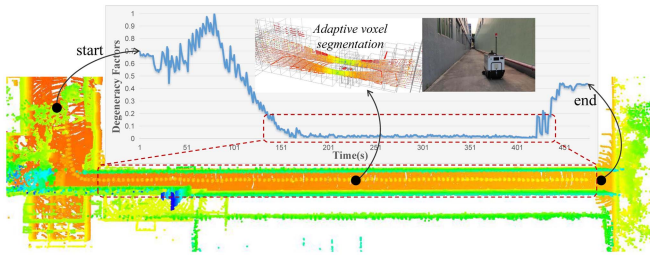 Adaptive voxel
segmentation
start
end
Degeneracy Factors
1
0.9
0.8
0.7
0.6
0.5
0.4
0.3
0.2
0.1
0
1 51 101 151 201 251 301 351 401 451
Time(s)